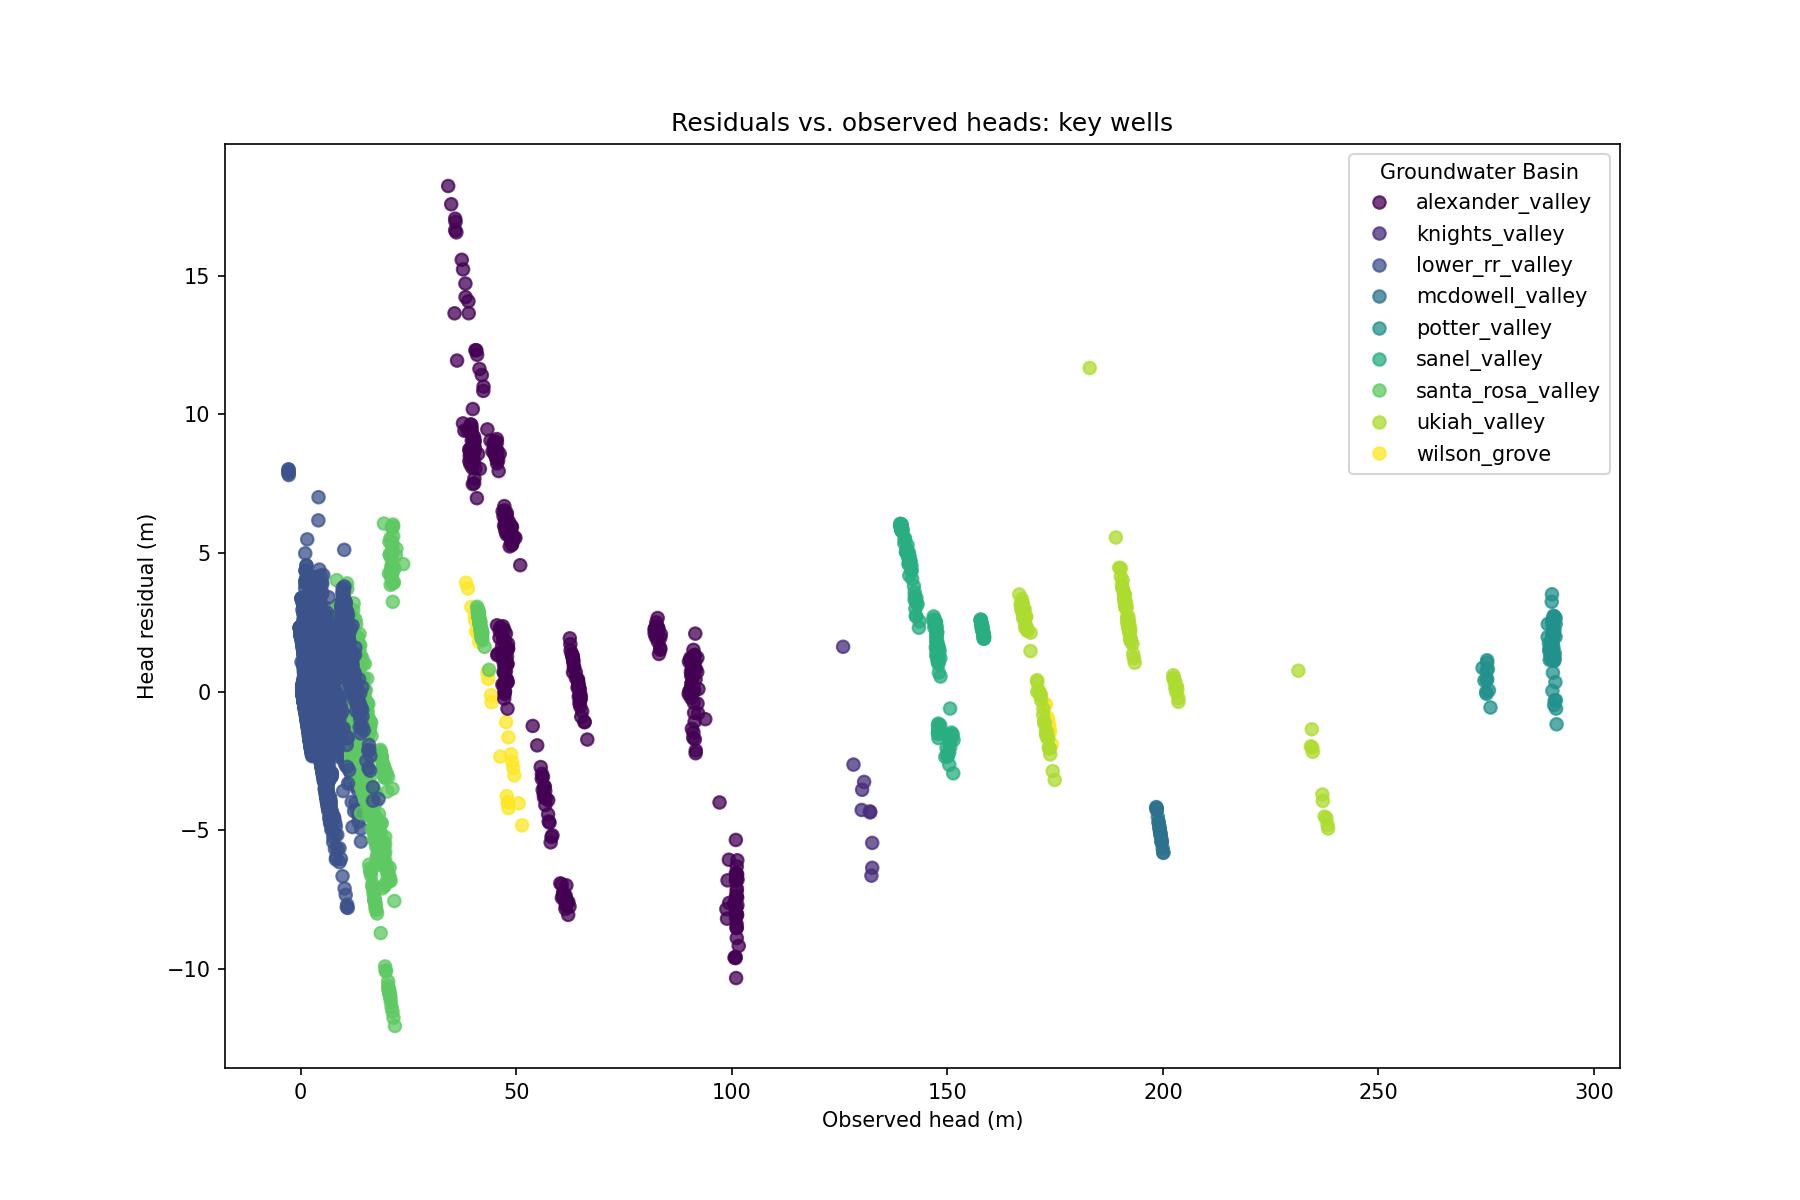 Residuals vs. observed heads: key wells
Groundwater Basin
alexander_valley
knights_valley
lower_rr_valley
mcdowell_valley
potter_valley
sanel_valley
santa_rosa_valley
ukiah_valley
wilson_grove
Head residual (m)
15
10
5
0
−5
−10
0 50 100 150 200 250 300
Observed head (m)